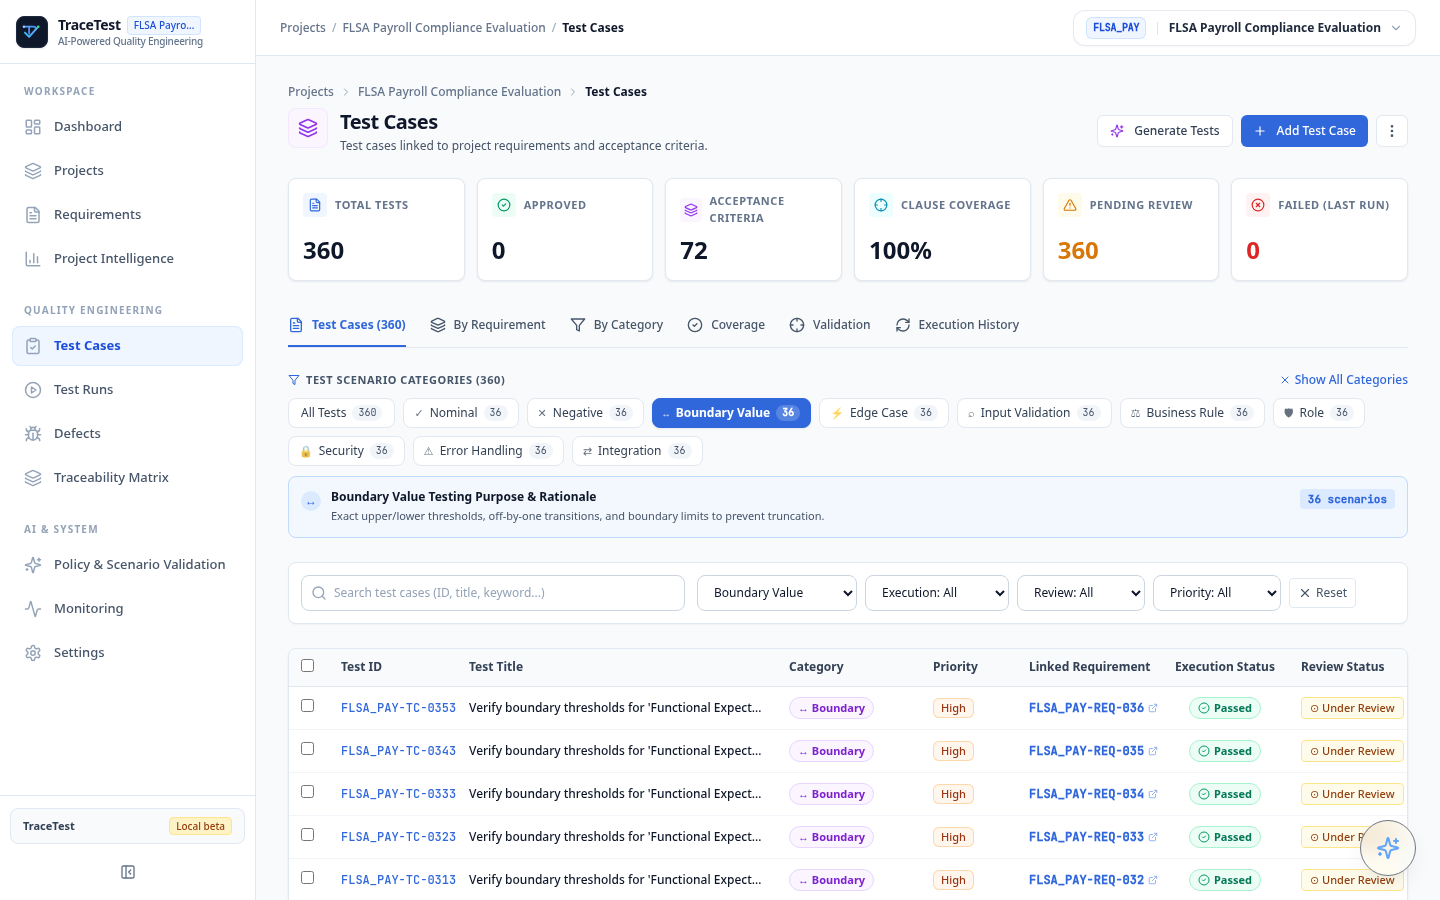 TraceTest FLSA Payro...
AI-Powered Quality Engineering
Projects / FLSA Payroll Compliance Evaluation / Test Cases
FLSA_PAY FLSA Payroll Compliance Evaluation
WORKSPACE
Dashboard
Projects
Requirements
Project Intelligence
QUALITY ENGINEERING
Test Cases
Test Runs
Defects
Traceability Matrix
AI & SYSTEM
Policy & Scenario Validation
Monitoring
Settings
TraceTest Local beta
Projects > FLSA Payroll Compliance Evaluation > Test Cases
Test Cases
Test cases linked to project requirements and acceptance criteria.
Generate Tests
+ Add Test Case
TOTAL TESTS
360
APPROVED
0
ACCEPTANCE
CRITERIA
72
CLAUSE COVERAGE
100%
PENDING REVIEW
360
FAILED (LAST RUN)
0
Test Cases (360) By Requirement By Category Coverage Validation Execution History
TEST SCENARIO CATEGORIES (360)
× Show All Categories
All Tests 360 ✓ Nominal 36 ✕ Negative 36 ↔ Boundary Value 36 ⚡ Edge Case 36 ⌕ Input Validation 36 ⚖ Business Rule 36 🛡 Role 36
🔒 Security 36 ⚠ Error Handling 36 ⇄ Integration 36
↔ Boundary Value Testing Purpose & Rationale
Exact upper/lower thresholds, off-by-one transitions, and boundary limits to prevent truncation.
36 scenarios
Search test cases (ID, title, keyword...) Boundary Value Execution: All Review: All Priority: All × Reset
Test ID Test Title Category Priority Linked Requirement Execution Status Review Status
FLSA_PAY-TC-0353 Verify boundary thresholds for 'Functional Expect... ↔ Boundary High FLSA_PAY-REQ-036 Passed ⊙ Under Review
FLSA_PAY-TC-0343 Verify boundary thresholds for 'Functional Expect... ↔ Boundary High FLSA_PAY-REQ-035 Passed ⊙ Under Review
FLSA_PAY-TC-0333 Verify boundary thresholds for 'Functional Expect... ↔ Boundary High FLSA_PAY-REQ-034 Passed ⊙ Under Review
FLSA_PAY-TC-0323 Verify boundary thresholds for 'Functional Expect... ↔ Boundary High FLSA_PAY-REQ-033 Passed ⊙ Under
FLSA_PAY-TC-0313 Verify boundary thresholds for 'Functional Expect... ↔ Boundary High FLSA_PAY-REQ-032 Passed ⊙ Under Review